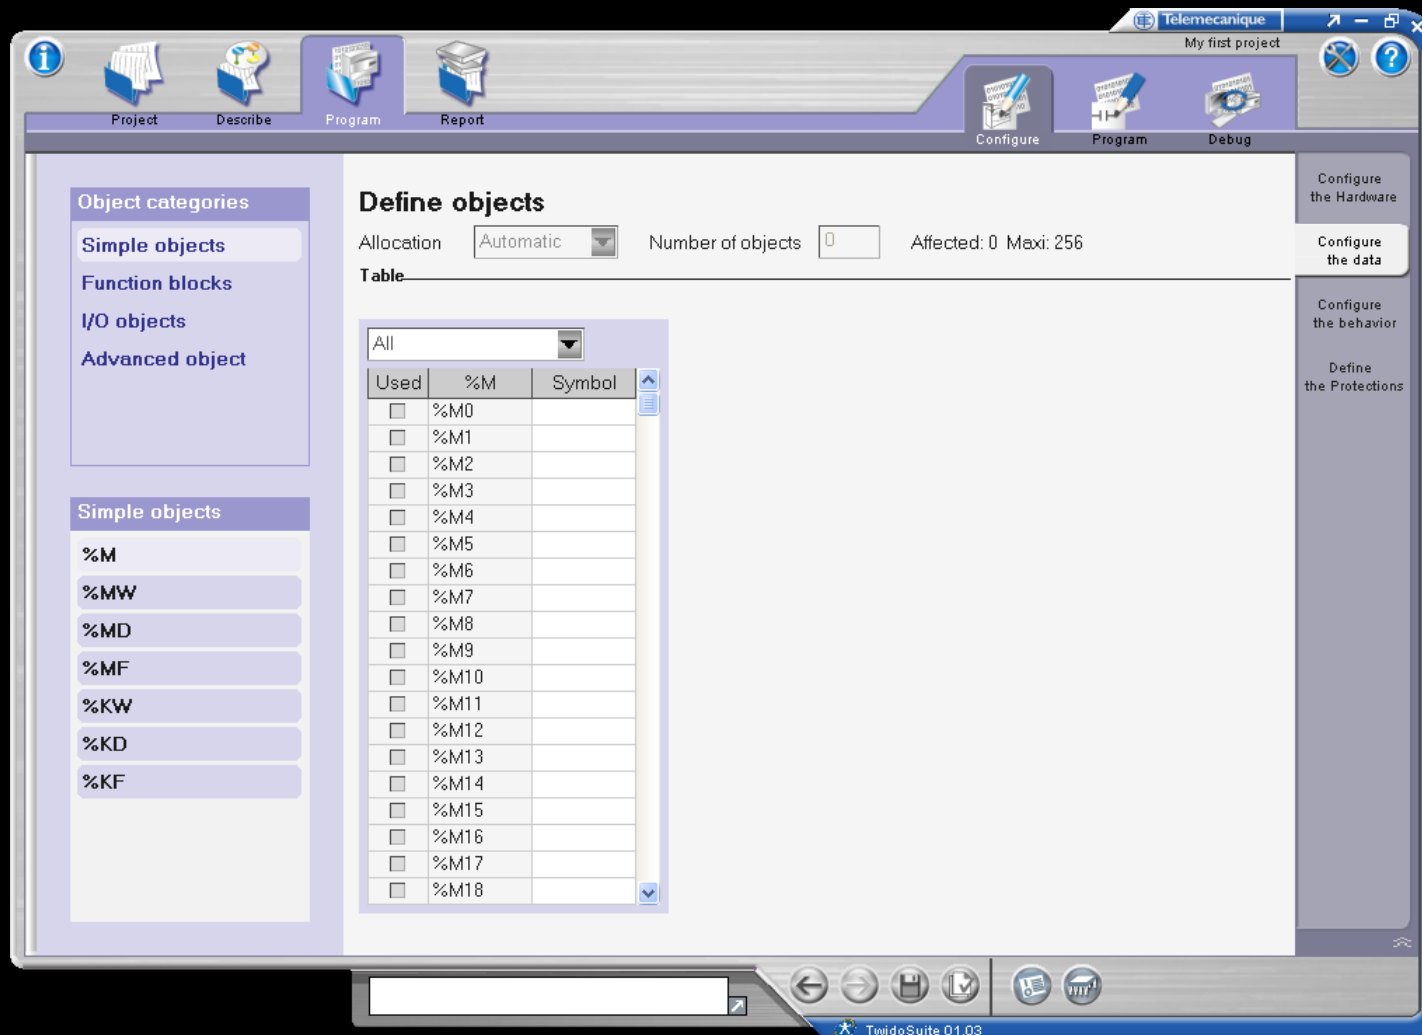 Telemecanique
My first project
Project
Describe
Program
Report
Configure
Program
Debug
Object categories
Simple objects
Function blocks
I/O objects
Advanced object
Simple objects
%M
%MW
%MD
%MF
%KW
%KD
%KF
Define objects
Allocation Automatic Number of objects 0 Affected: 0 Maxi: 256
Table
All
Used %M Symbol
%M0
%M1
%M2
%M3
%M4
%M5
%M6
%M7
%M8
%M9
%M10
%M11
%M12
%M13
%M14
%M15
%M16
%M17
%M18
Configure
the Hardware
Configure
the data
Configure
the behavior
Define
the Protections
TwidoSuite 01.03